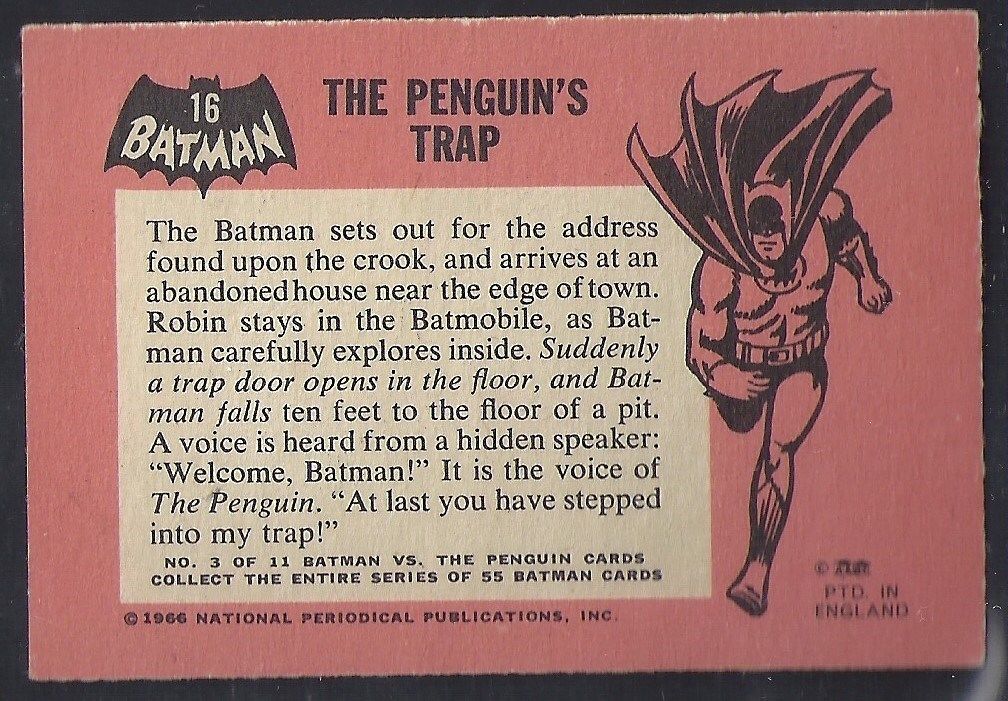 16
BATMAN
THE PENGUIN'S
TRAP
The Batman sets out for the address
found upon the crook, and arrives at an
abandoned house near the edge of town.
Robin stays in the Batmobile, as Bat-
man carefully explores inside. Suddenly
a trap door opens in the floor, and Bat-
man falls ten feet to the floor of a pit.
A voice is heard from a hidden speaker:
“Welcome, Batman!” It is the voice of
The Penguin. “At last you have stepped
into my trap!”
NO. 3 OF 11 BATMAN VS. THE PENGUIN CARDS
COLLECT THE ENTIRE SERIES OF 55 BATMAN CARDS
© 1966 NATIONAL PERIODICAL PUBLICATIONS, INC.
©
PTD. IN
ENGLAND